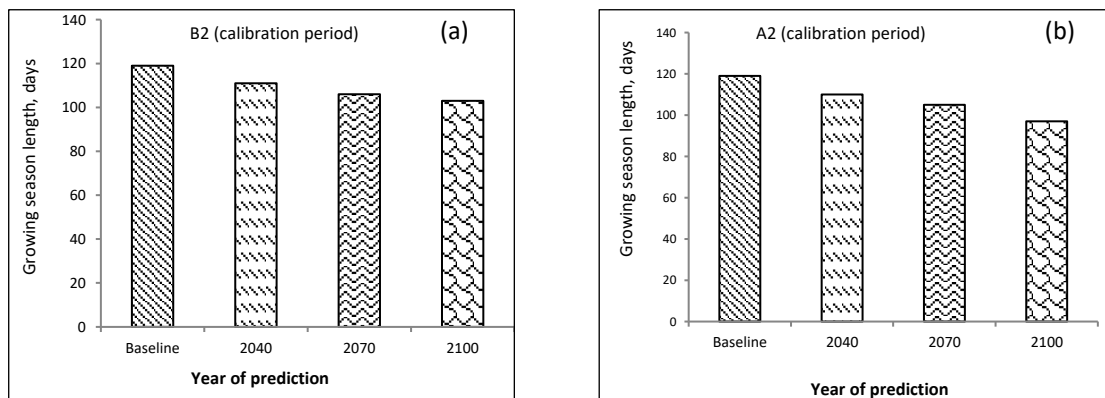 B2 (calibration period)
(a)
Growing season length, days
140
120
100
80
60
40
20
0
Baseline 2040 2070 2100
Year of prediction
A2 (calibration period)
(b)
Growing season length, days
140
120
100
80
60
40
20
0
Baseline 2040 2070 2100
Year of prediction